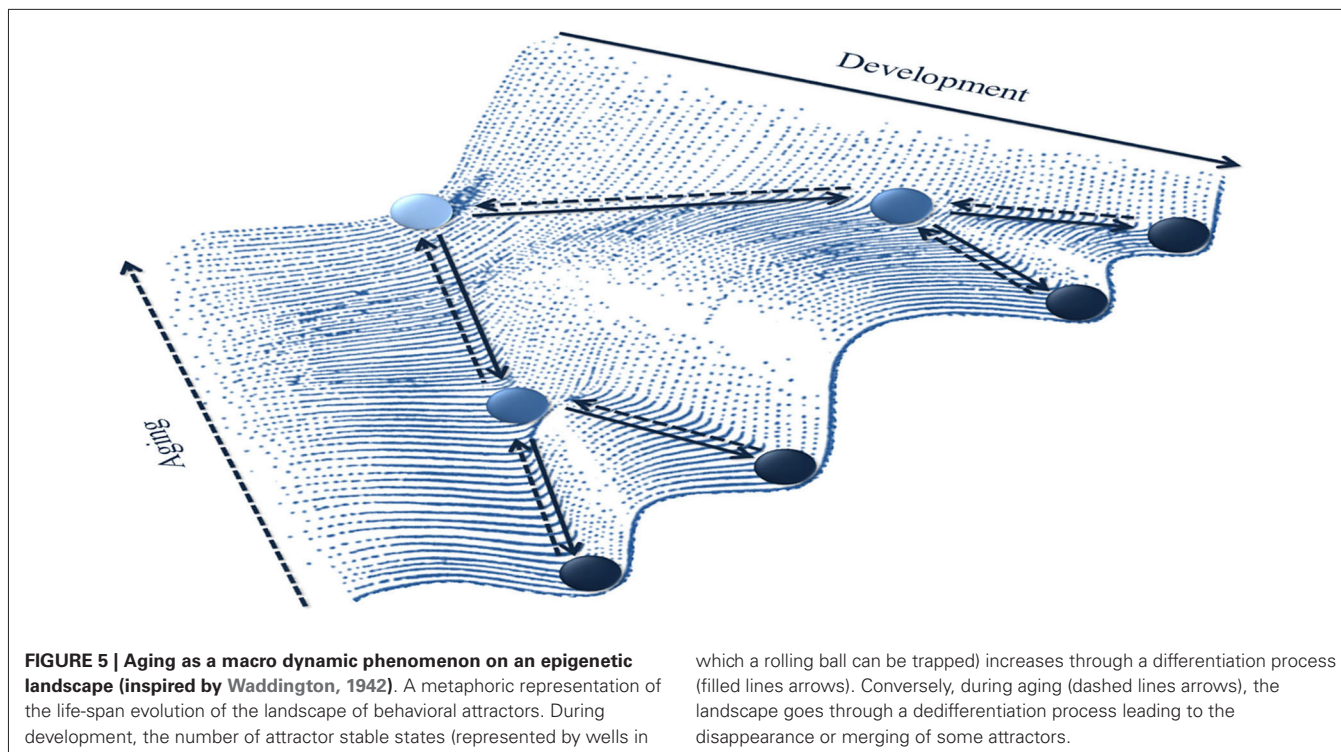 Development
Aging
FIGURE 5 | Aging as a macro dynamic phenomenon on an epigenetic
landscape (inspired by Waddington, 1942). A metaphoric representation of
the life-span evolution of the landscape of behavioral attractors. During
development, the number of attractor stable states (represented by wells in
which a rolling ball can be trapped) increases through a differentiation process
(filled lines arrows). Conversely, during aging (dashed lines arrows), the
landscape goes through a dedifferentiation process leading to the
disappearance or merging of some attractors.